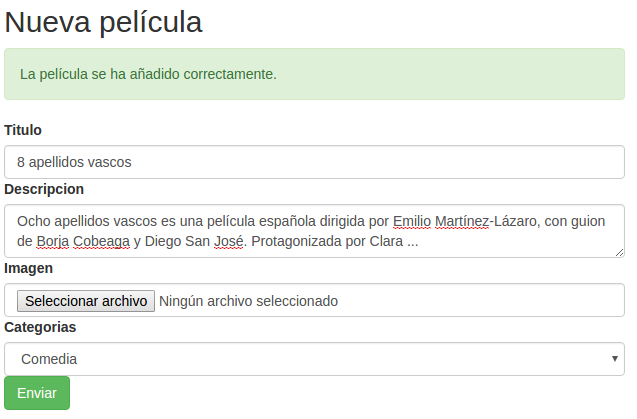 Nueva película
La película se ha añadido correctamente.
Titulo
8 apellidos vascos
Descripcion
Ocho apellidos vascos es una película española dirigida por Emilio Martínez-Lázaro, con guion
de Borja Cobeaga y Diego San José. Protagonizada por Clara ...
Imagen
Seleccionar archivo Ningún archivo seleccionado
Categorias
Comedia
Enviar